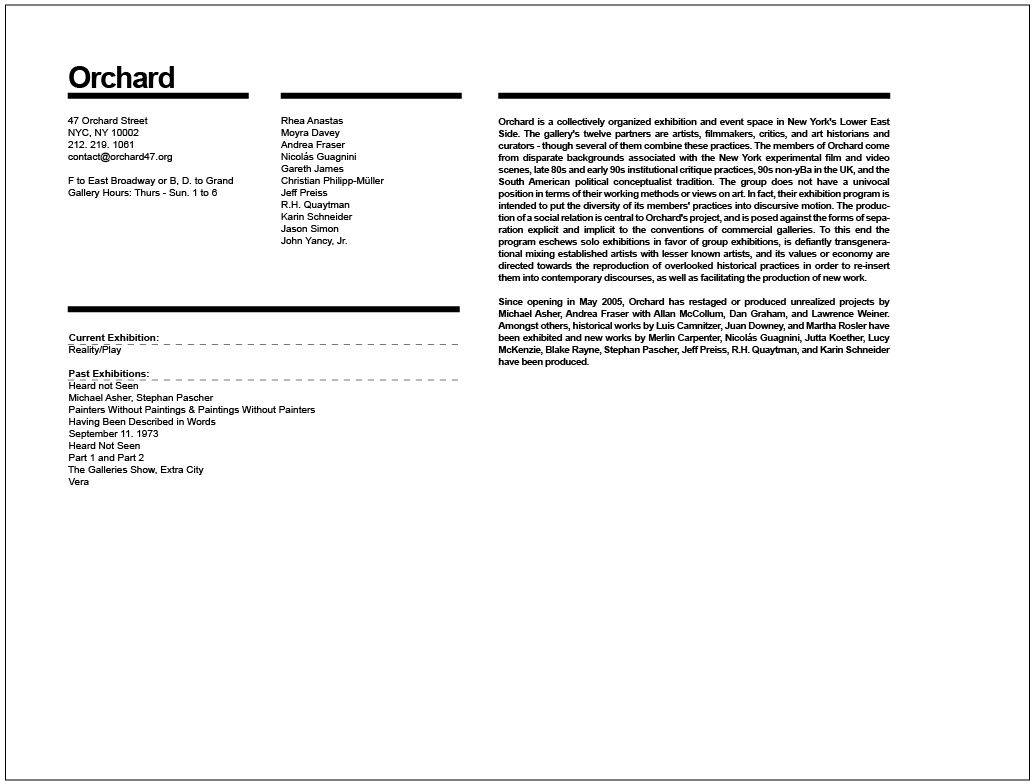 Orchard
47 Orchard Street
NYC, NY 10002
212. 219. 1061
contact@orchard47.org
F to East Broadway or B, D. to Grand
Gallery Hours: Thurs - Sun. 1 to 6
Rhea Anastas
Moyra Davey
Andrea Fraser
Nicolás Guagnini
Gareth James
Christian Philipp-Müller
Jeff Preiss
R.H. Quaytman
Karin Schneider
Jason Simon
John Yancy, Jr.
Orchard is a collectively organized exhibition and event space in New York's Lower East
Side. The gallery's twelve partners are artists, filmmakers, critics, and art historians and
curators - though several of them combine these practices. The members of Orchard come
from disparate backgrounds associated with the New York experimental film and video
scenes, late 80s and early 90s institutional critique practices, 90s non-yBa in the UK, and the
South American political conceptualist tradition. The group does not have a univocal
position in terms of their working methods or views on art. In fact, their exhibition program is
intended to put the diversity of its members' practices into discursive motion. The produc-
tion of a social relation is central to Orchard's project, and is posed against the forms of sepa-
ration explicit and implicit to the conventions of commercial galleries. To this end the
program eschews solo exhibitions in favor of group exhibitions, is defiantly transgenera-
tional mixing established artists with lesser known artists, and its values or economy are
directed towards the reproduction of overlooked historical practices in order to re-insert
them into contemporary discourses, as well as facilitating the production of new work.
Since opening in May 2005, Orchard has restaged or produced unrealized projects by
Michael Asher, Andrea Fraser with Allan McCollum, Dan Graham, and Lawrence Weiner.
Amongst others, historical works by Luis Camnitzer, Juan Downey, and Martha Rosler have
been exhibited and new works by Merlin Carpenter, Nicolás Guagnini, Jutta Koether, Lucy
McKenzie, Blake Rayne, Stephan Pascher, Jeff Preiss, R.H. Quaytman, and Karin Schneider
have been produced.
Current Exhibition:
Reality/Play
Past Exhibitions:
Heard not Seen
Michael Asher, Stephan Pascher
Painters Without Paintings & Paintings Without Painters
Having Been Described in Words
September 11. 1973
Heard Not Seen
Part 1 and Part 2
The Galleries Show, Extra City
Vera